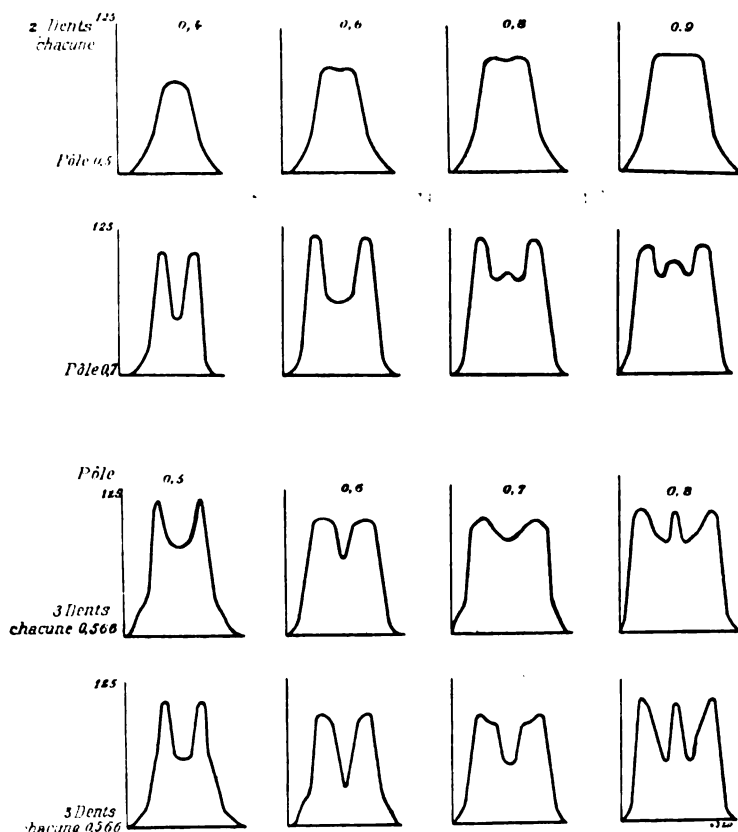 2 Dents 125 0,4 0,6 0,8 0.9
chacune
Pôle 0,5
125
Pôle 0,7
Pôle 0,5 0,6 0,7 0,8
125
3 Dents
chacune 0,566
125
3 Dents
chacune 0,566